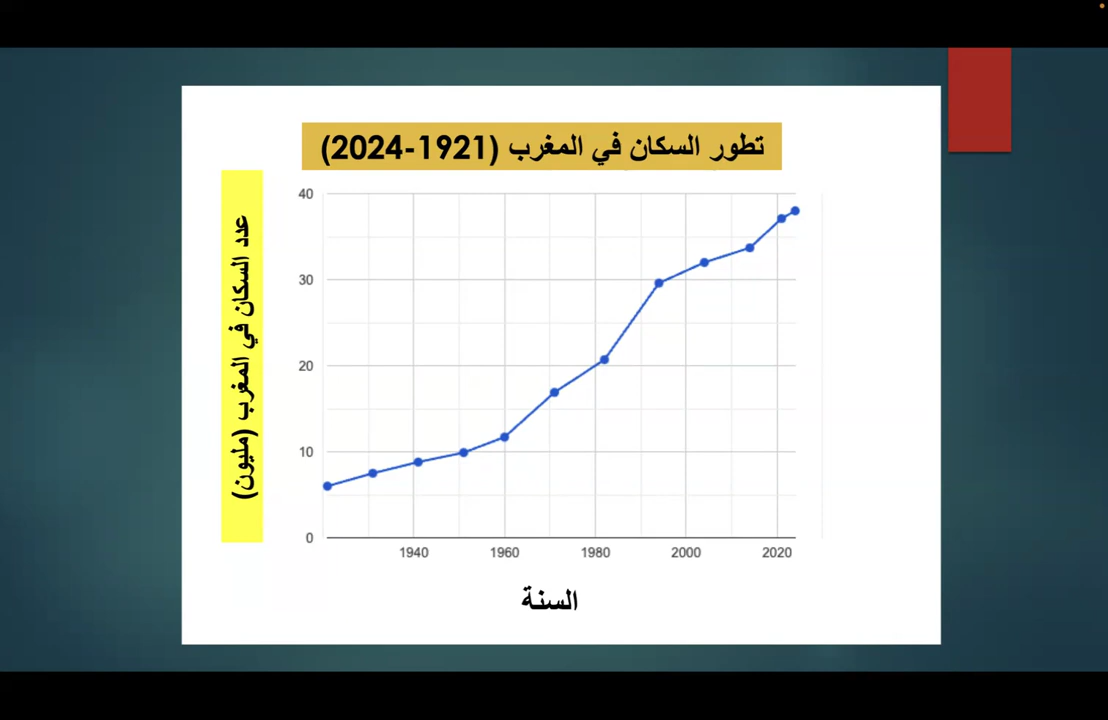 تطور السكان في المغرب (1921-2024)
عدد السكان في المغرب (مليون)
40
30
20
10
0
1940 1960 1980 2000 2020
السنة